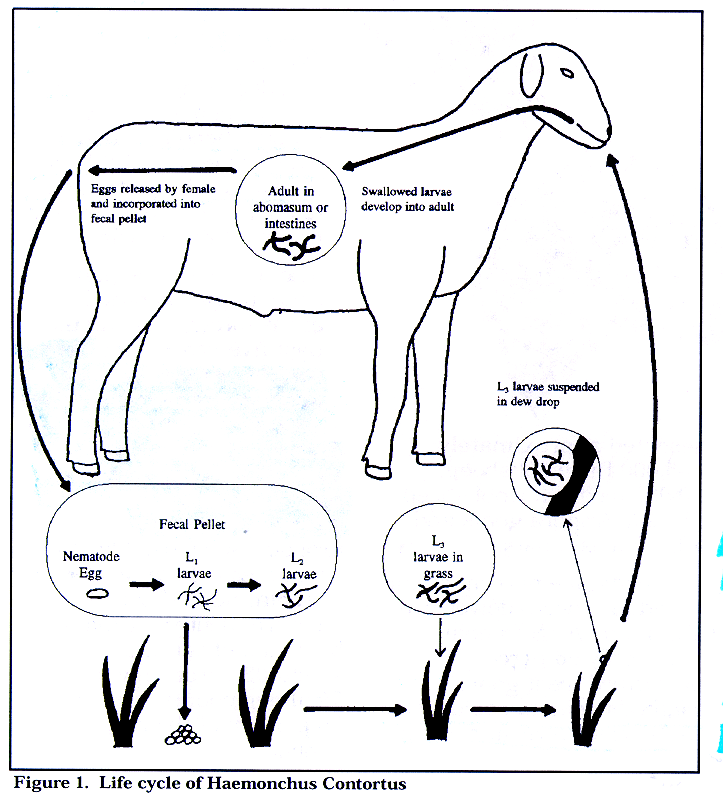 Eggs released by female
and incorporated into
fecal pellet
Adult in
abomasum or
intestines
Swallowed larvae
develop into adult
L₃ larvae suspended
in dew drop
Fecal Pellet
Nematode
Egg
L₁
larvae
L₂
larvae
L₃
larvae in
grass
Figure 1. Life cycle of Haemonchus Contortus